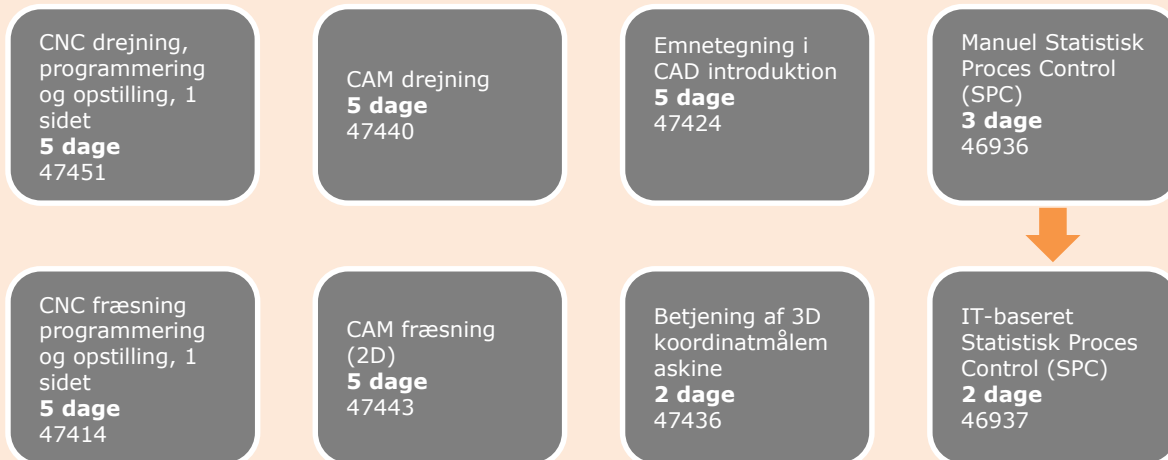 CNC drejning,
programmering
og opstilling, 1
sidet
5 dage
47451
CAM drejning
5 dage
47440
Emnetegning i
CAD introduktion
5 dage
47424
Manuel Statistisk
Proces Control
(SPC)
3 dage
46936
CNC fræsning
programmering
og opstilling, 1
sidet
5 dage
47414
CAM fræsning
(2D)
5 dage
47443
Betjening af 3D
koordinatmålem
askine
2 dage
47436
IT-baseret
Statistisk Proces
Control (SPC)
2 dage
46937